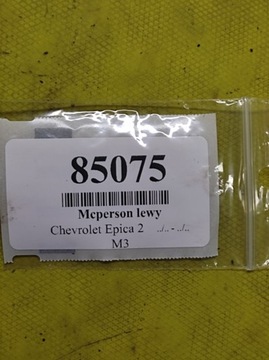 85075
Mcperson lewy
Chevrolet Epica 2 ../.. - ../..
M3